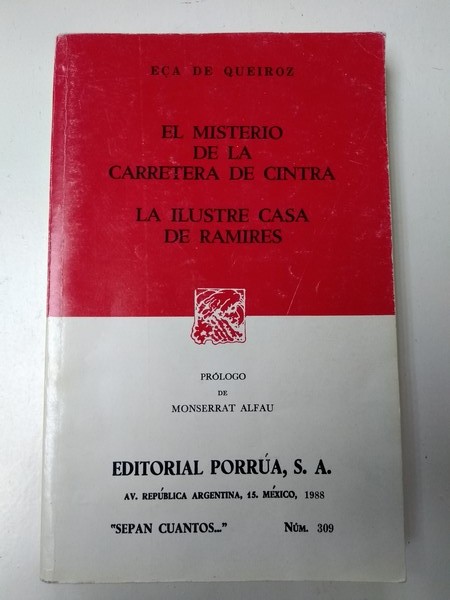 EÇA DE QUEIROZ
EL MISTERIO
DE LA
CARRETERA DE CINTRA
LA ILUSTRE CASA
DE RAMIRES
PRÓLOGO
DE
MONSERRAT ALFAU
EDITORIAL PORRÚA, S. A.
AV. REPÚBLICA ARGENTINA, 15. MÉXICO, 1988
"SEPAN CUANTOS..." NÚM. 309